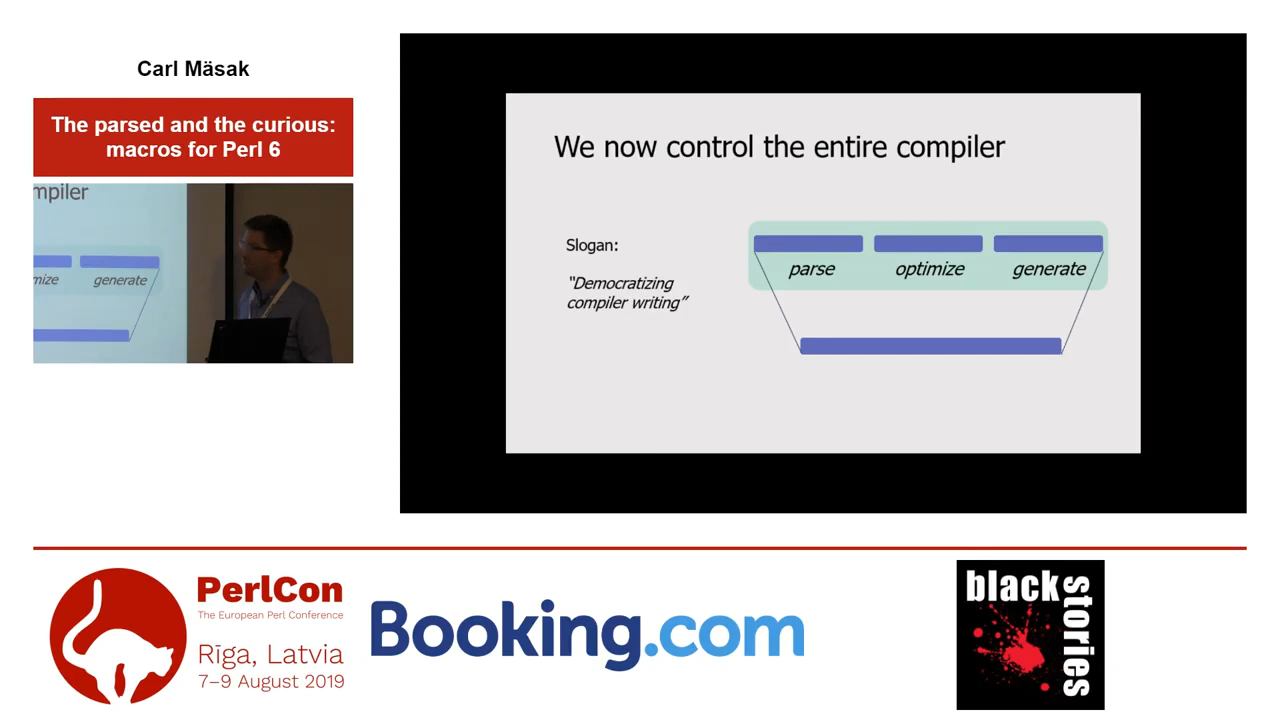 Carl Mäsak
The parsed and the curious:
macros for Perl 6
mpiler
mize
generate
We now control the entire compiler
Slogan:
"Democratizing
compiler writing"
parse
optimize
generate
PerlCon
The European Perl Conference
Rīga, Latvia
7–9 August 2019
Booking.com
black
stories